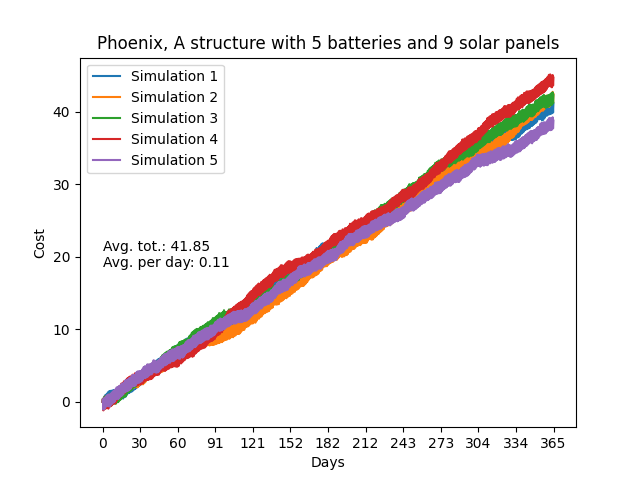 Phoenix, A structure with 5 batteries and 9 solar panels
Simulation 1
Simulation 2
Simulation 3
Simulation 4
Simulation 5
40
30
20
10
0
Cost
Avg. tot.: 41.85
Avg. per day: 0.11
0 30 60 91 121 152 182 212 243 273 304 334 365
Days